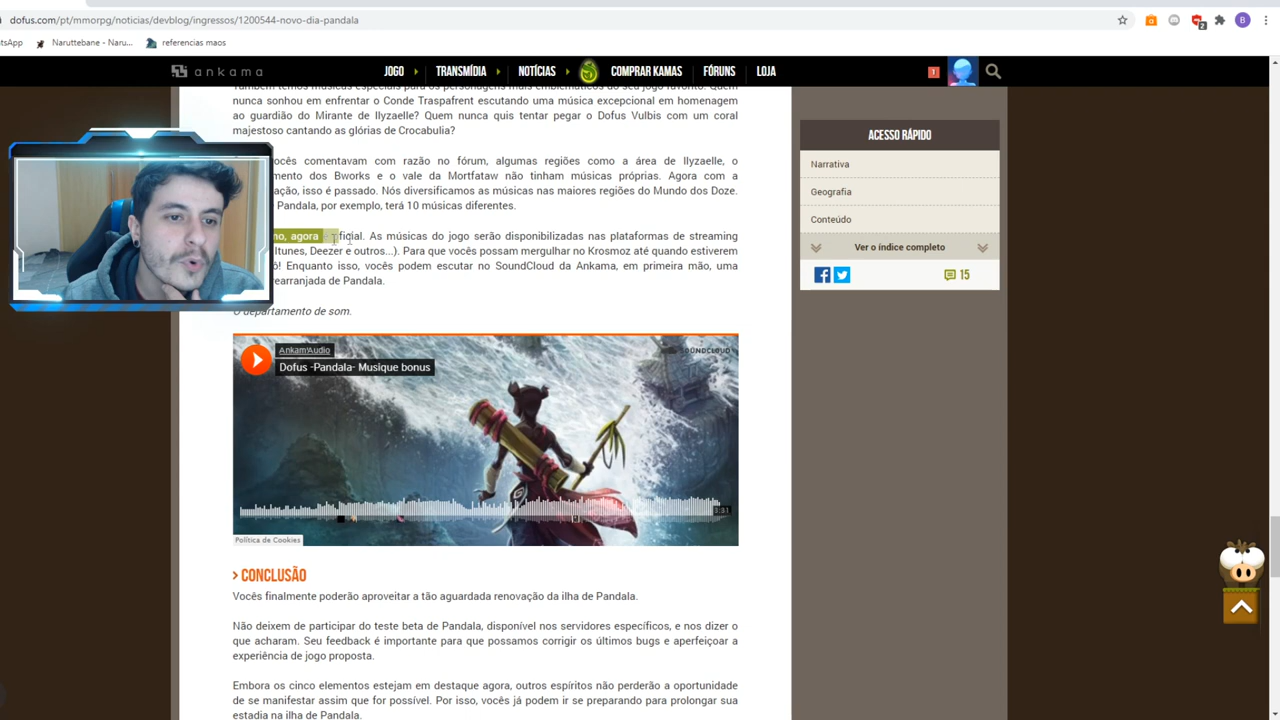 dofus.com/pt/mmorpg/noticias/devblog/ingressos/1200544-novo-dia-pandala
B
2
sApp
Naruttebane - Naru...
referencias maos
ankama
JOGO
TRANSMÍDIA
NOTÍCIAS
COMPRAR KAMAS
FÓRUNS
LOJA
1
Também temos músicas especiais para os personagens mais emblemáticos do seu jogo favorito. Quem
nunca sonhou em enfrentar o Conde Traspafrent escutando uma música excepcional em homenagem
ao guardião do Mirante de Ilyzaelle? Quem nunca quis tentar pegar o Dofus Vulbis com um coral
majestoso cantando as glórias de Crocabulia?
vocês comentavam com razão no fórum, algumas regiões como a área de Ilyzaelle, o
mento dos Bworks e o vale da Mortfataw não tinham músicas próprias. Agora com a
ação, isso é passado. Nós diversificamos as músicas nas maiores regiões do Mundo dos Doze.
Pandala, por exemplo, terá 10 músicas diferentes.
no, agora ficial. As músicas do jogo serão disponibilizadas nas plataformas de streaming
Itunes, Deezer e outros...). Para que vocês possam mergulhar no Krosmoz até quando estiverem
ó! Enquanto isso, vocês podem escutar no SoundCloud da Ankama, em primeira mão, uma
rearranjada de Pandala.
O departamento de som.
Ankam'Audio
Dofus -Pandala- Musique bonus
SOUNDCLOUD
3:31
Política de Cookies
> CONCLUSÃO
Vocês finalmente poderão aproveitar a tão aguardada renovação da ilha de Pandala.
Não deixem de participar do teste beta de Pandala, disponível nos servidores específicos, e nos dizer o
que acharam. Seu feedback é importante para que possamos corrigir os últimos bugs e aperfeiçoar a
experiência de jogo proposta.
Embora os cinco elementos estejam em destaque agora, outros espíritos não perderão a oportunidade
de se manifestar assim que for possível. Por isso, vocês já podem ir se preparando para prolongar sua
estadia na ilha de Pandala.
ACESSO RÁPIDO
Narrativa
Geografia
Conteúdo
Ver o índice completo
15